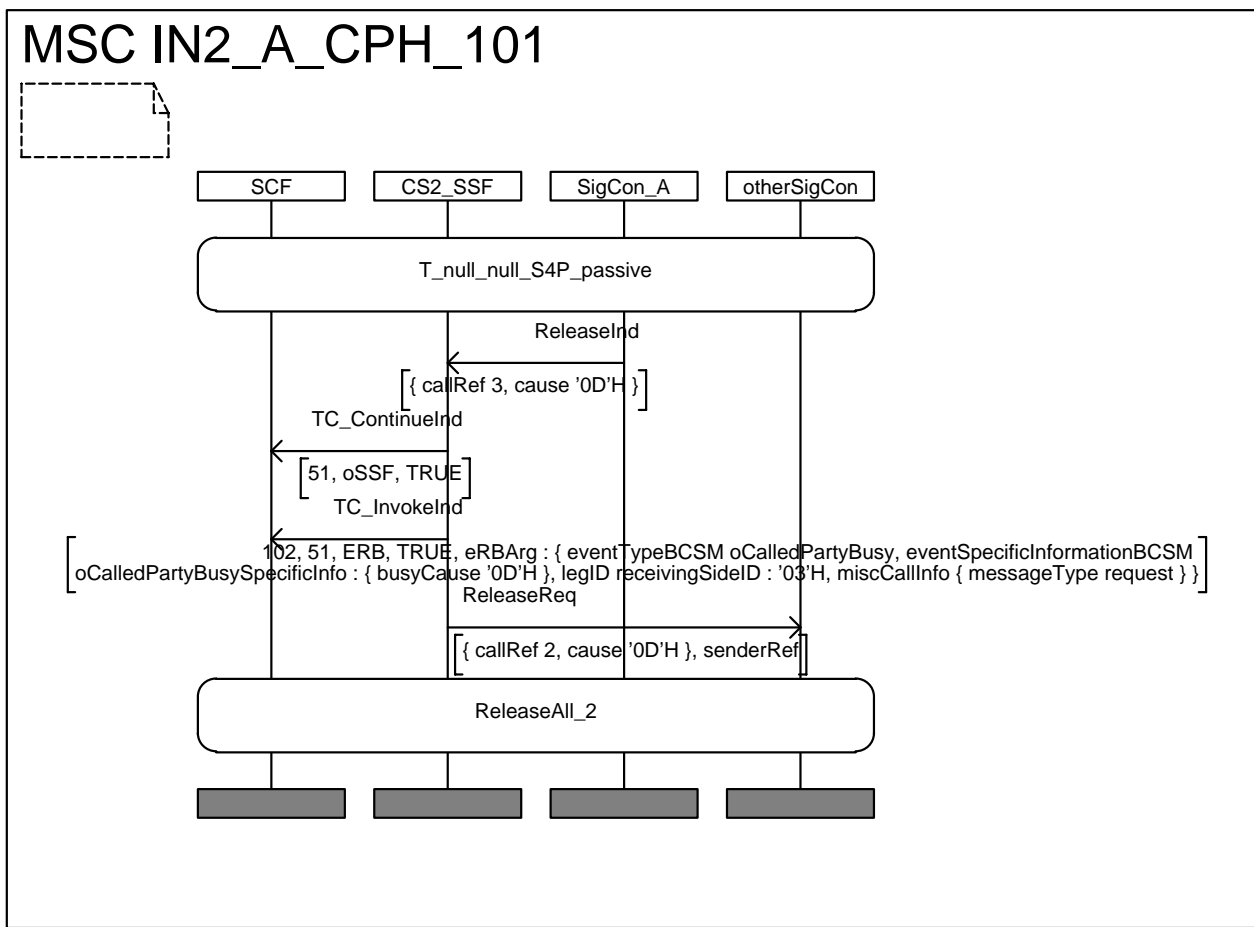 MSC IN2_A_CPH_101
SCF
CS2_SSF
SigCon_A
otherSigCon
T_null_null_S4P_passive
ReleaseInd
{ callRef 3, cause ’0D’H }
TC_ContinueInd
51, oSSF, TRUE
TC_InvokeInd
102, 51, ERB, TRUE, eRBArg : { eventTypeBCSM oCalledPartyBusy, eventSpecificInformationBCSM
oCalledPartyBusySpecificInfo : { busyCause ’0D’H }, legID receivingSideID : ’03’H, miscCallInfo { messageType request } }
ReleaseReq
{ callRef 2, cause ’0D’H }, senderRef
ReleaseAll_2